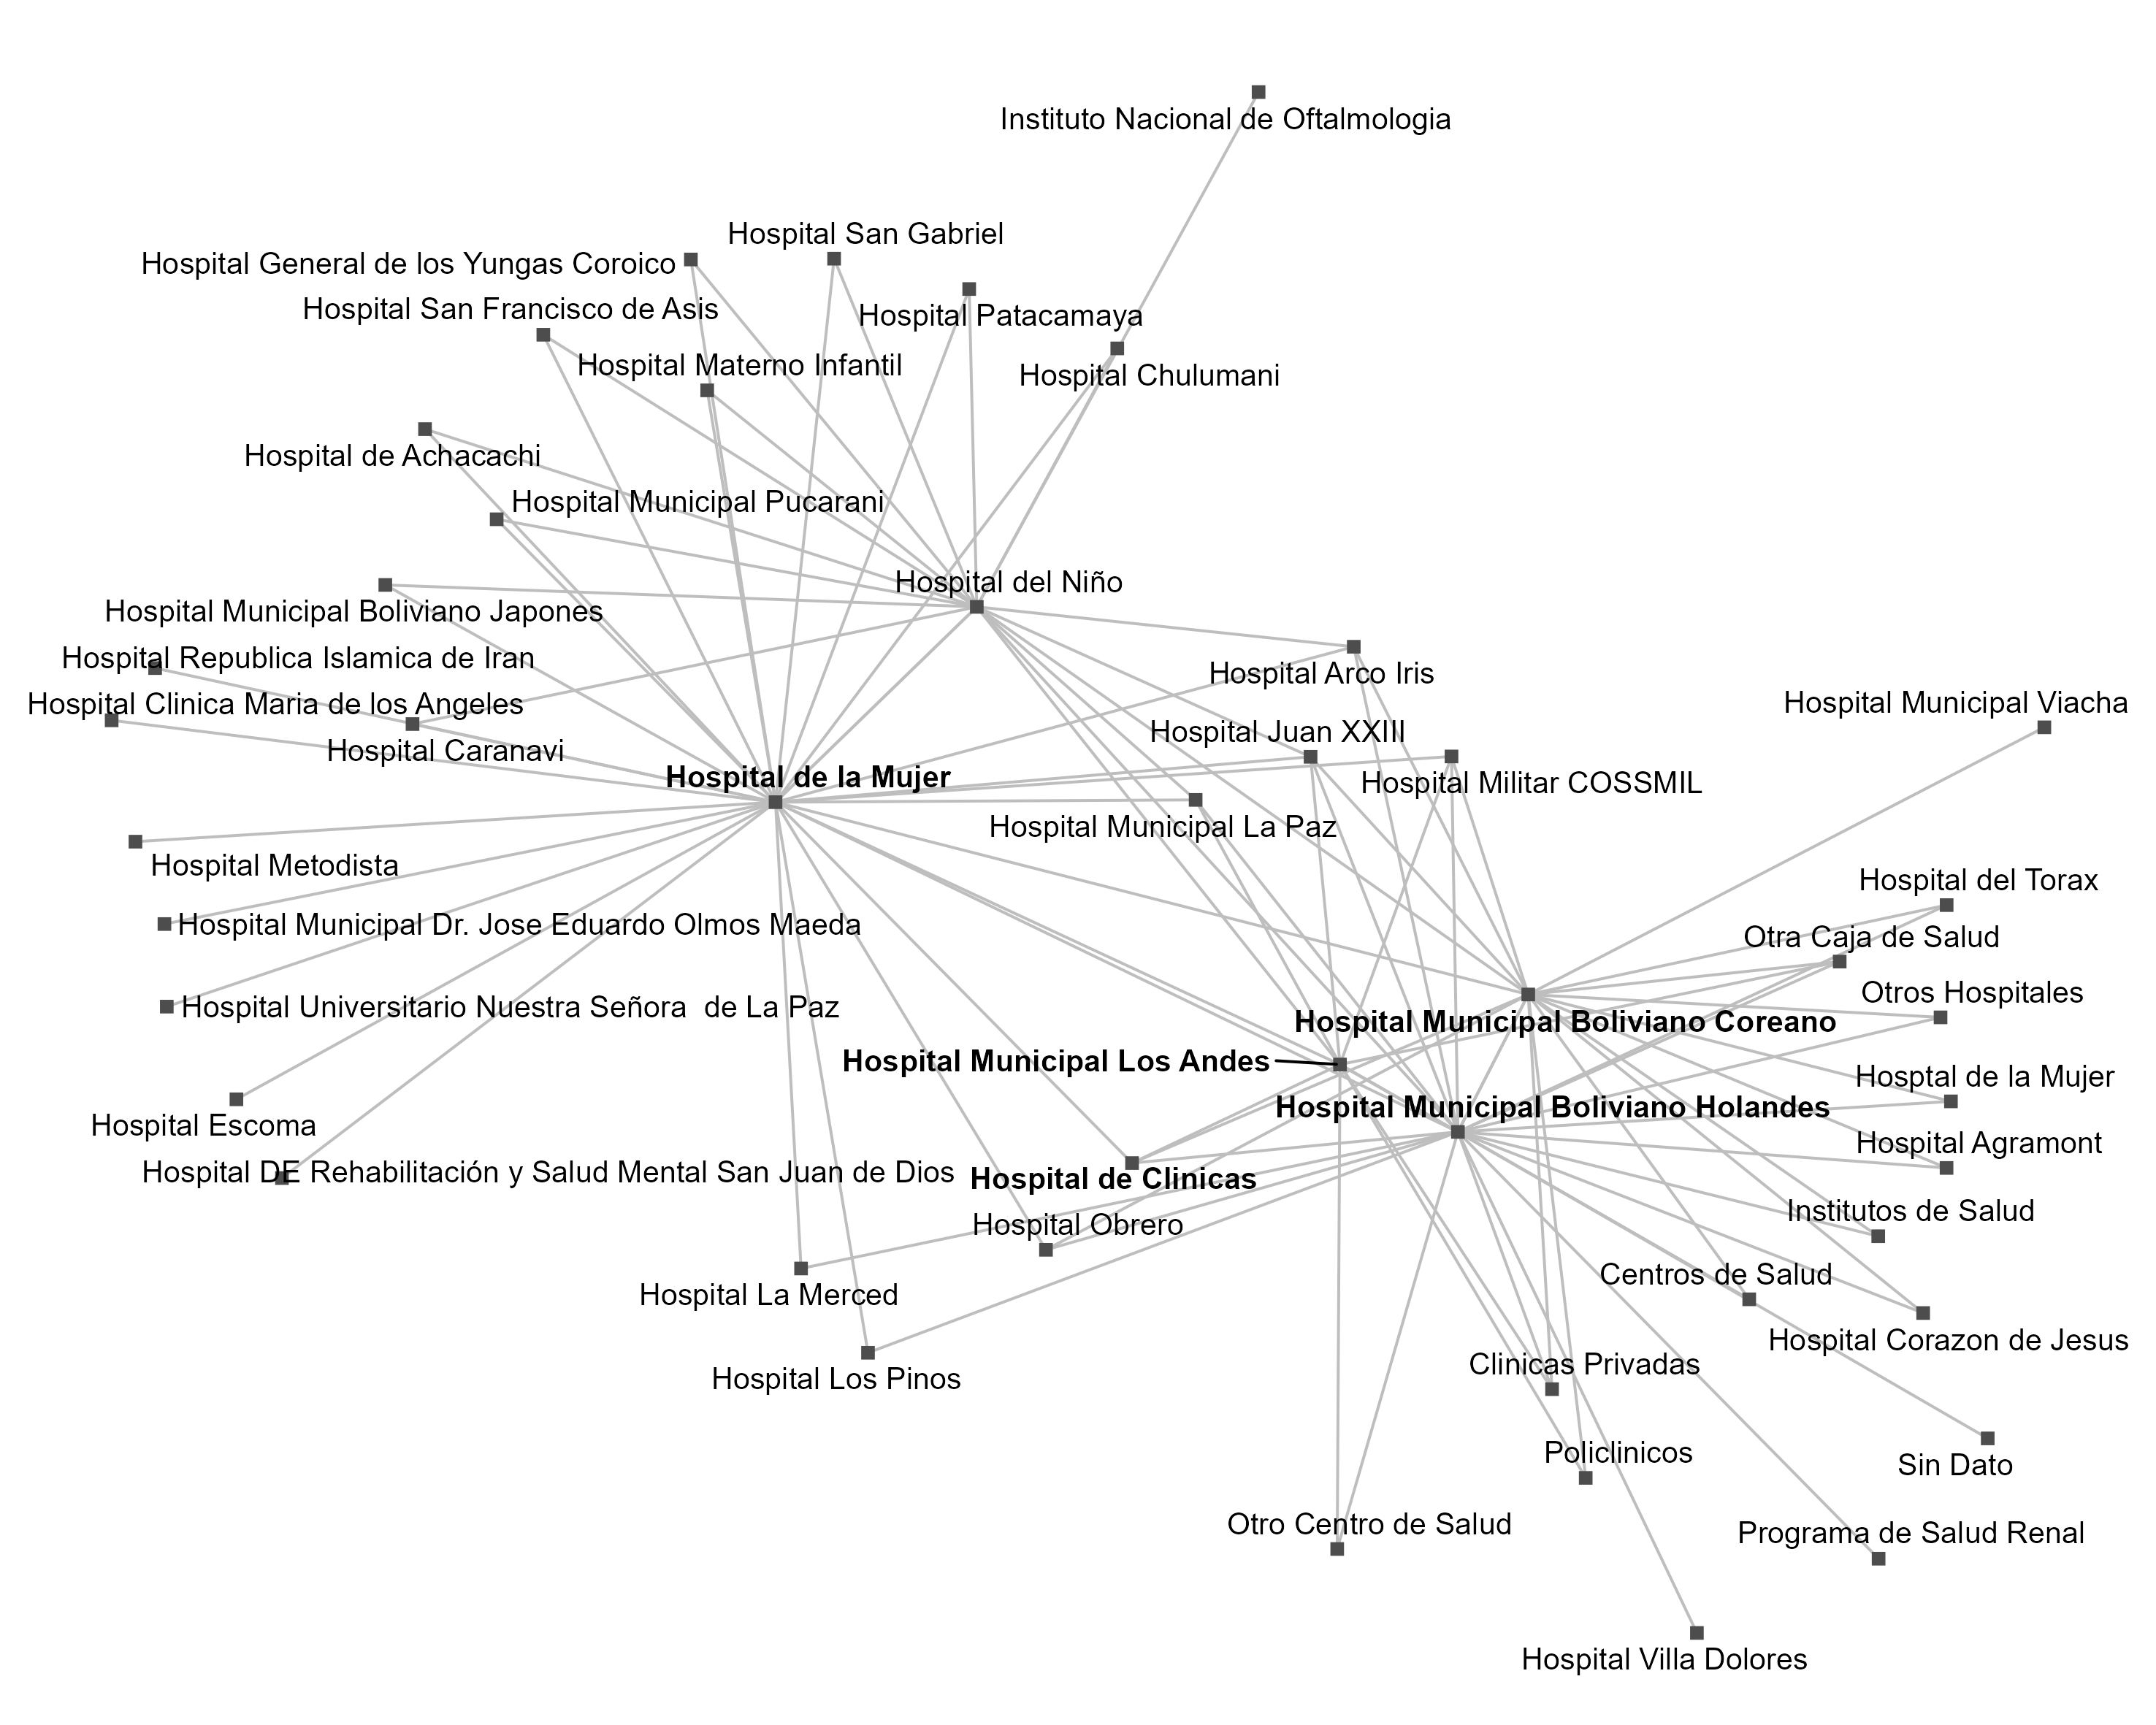 Instituto Nacional de Oftalmologia
Hospital San Gabriel
Hospital General de los Yungas Coroico
Hospital San Francisco de Asis
Hospital Patacamaya
Hospital Materno Infantil
Hospital Chulumani
Hospital de Achacachi
Hospital Municipal Pucarani
Hospital del Niño
Hospital Municipal Boliviano Japones
Hospital Republica Islamica de Iran
Hospital Arco Iris
Hospital Clinica Maria de los Angeles
Hospital Municipal Viacha
Hospital Juan XXIII
Hospital Caranavi
Hospital de la Mujer
Hospital Militar COSSMIL
Hospital Municipal La Paz
Hospital Metodista
Hospital del Torax
Hospital Municipal Dr. Jose Eduardo Olmos Maeda
Otra Caja de Salud
Otros Hospitales
Hospital Universitario Nuestra Señora  de La Paz
Hospital Municipal Boliviano Coreano
Hospital Municipal Los Andes
Hosptal de la Mujer
Hospital Municipal Boliviano Holandes
Hospital Escoma
Hospital Agramont
Hospital DE Rehabilitación y Salud Mental San Juan de Dios
Hospital de Clinicas
Institutos de Salud
Hospital Obrero
Centros de Salud
Hospital La Merced
Hospital Corazon de Jesus
Clinicas Privadas
Hospital Los Pinos
Policlinicos
Sin Dato
Otro Centro de Salud
Programa de Salud Renal
Hospital Villa Dolores